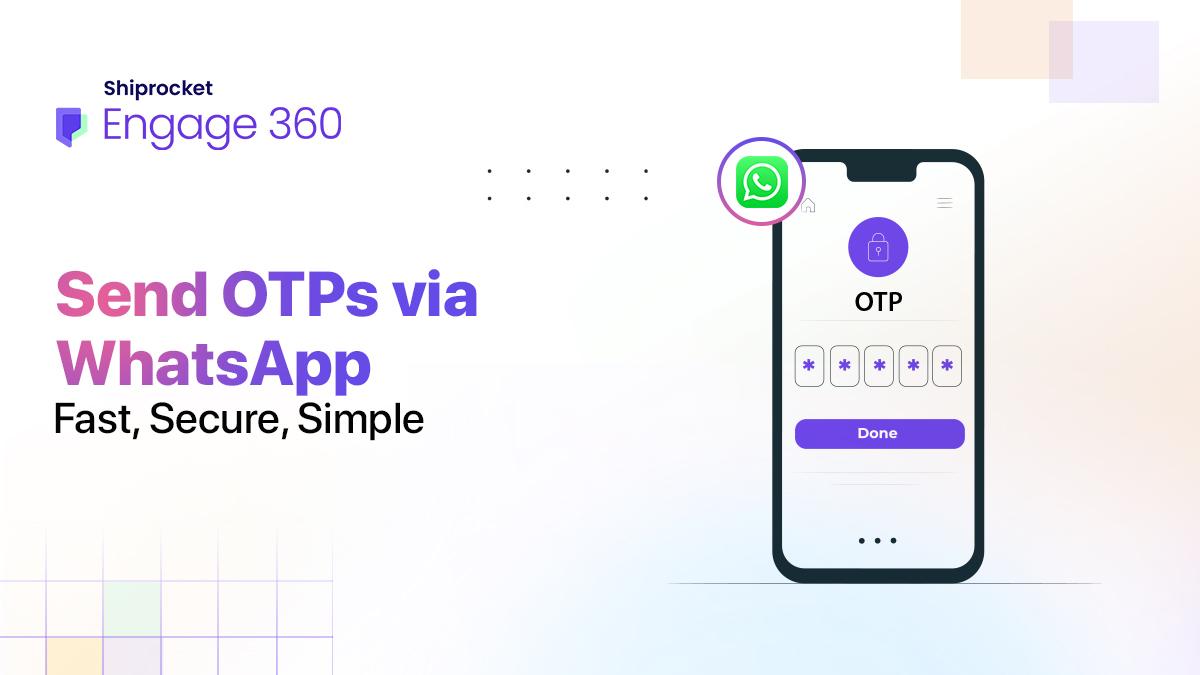 Shiprocket
Engage 360
Send OTPs via
WhatsApp
Fast, Secure, Simple
OTP
* * * * *
Done